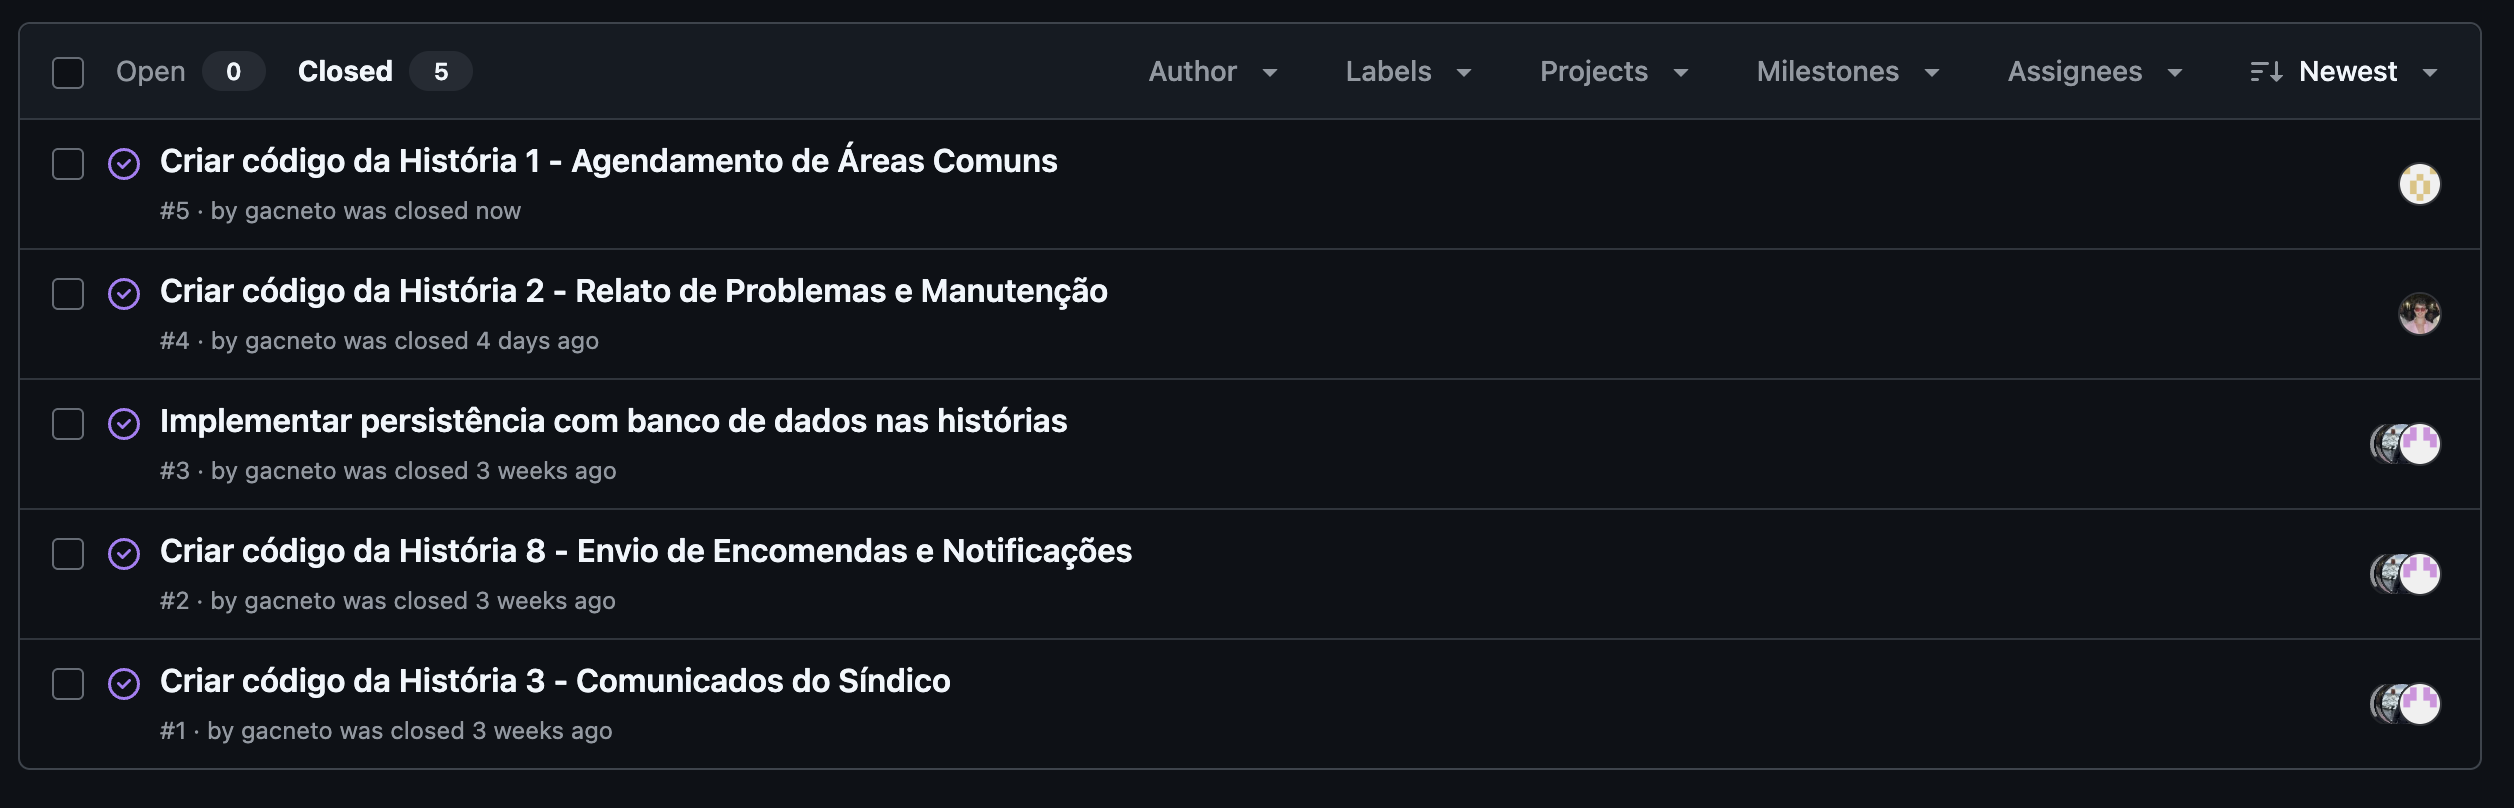 Open 0 Closed 5 Author Labels Projects Milestones Assignees Newest
Criar código da História 1 - Agendamento de Áreas Comuns
#5 · by gacneto was closed now
Criar código da História 2 - Relato de Problemas e Manutenção
#4 · by gacneto was closed 4 days ago
Implementar persistência com banco de dados nas histórias
#3 · by gacneto was closed 3 weeks ago
Criar código da História 8 - Envio de Encomendas e Notificações
#2 · by gacneto was closed 3 weeks ago
Criar código da História 3 - Comunicados do Síndico
#1 · by gacneto was closed 3 weeks ago